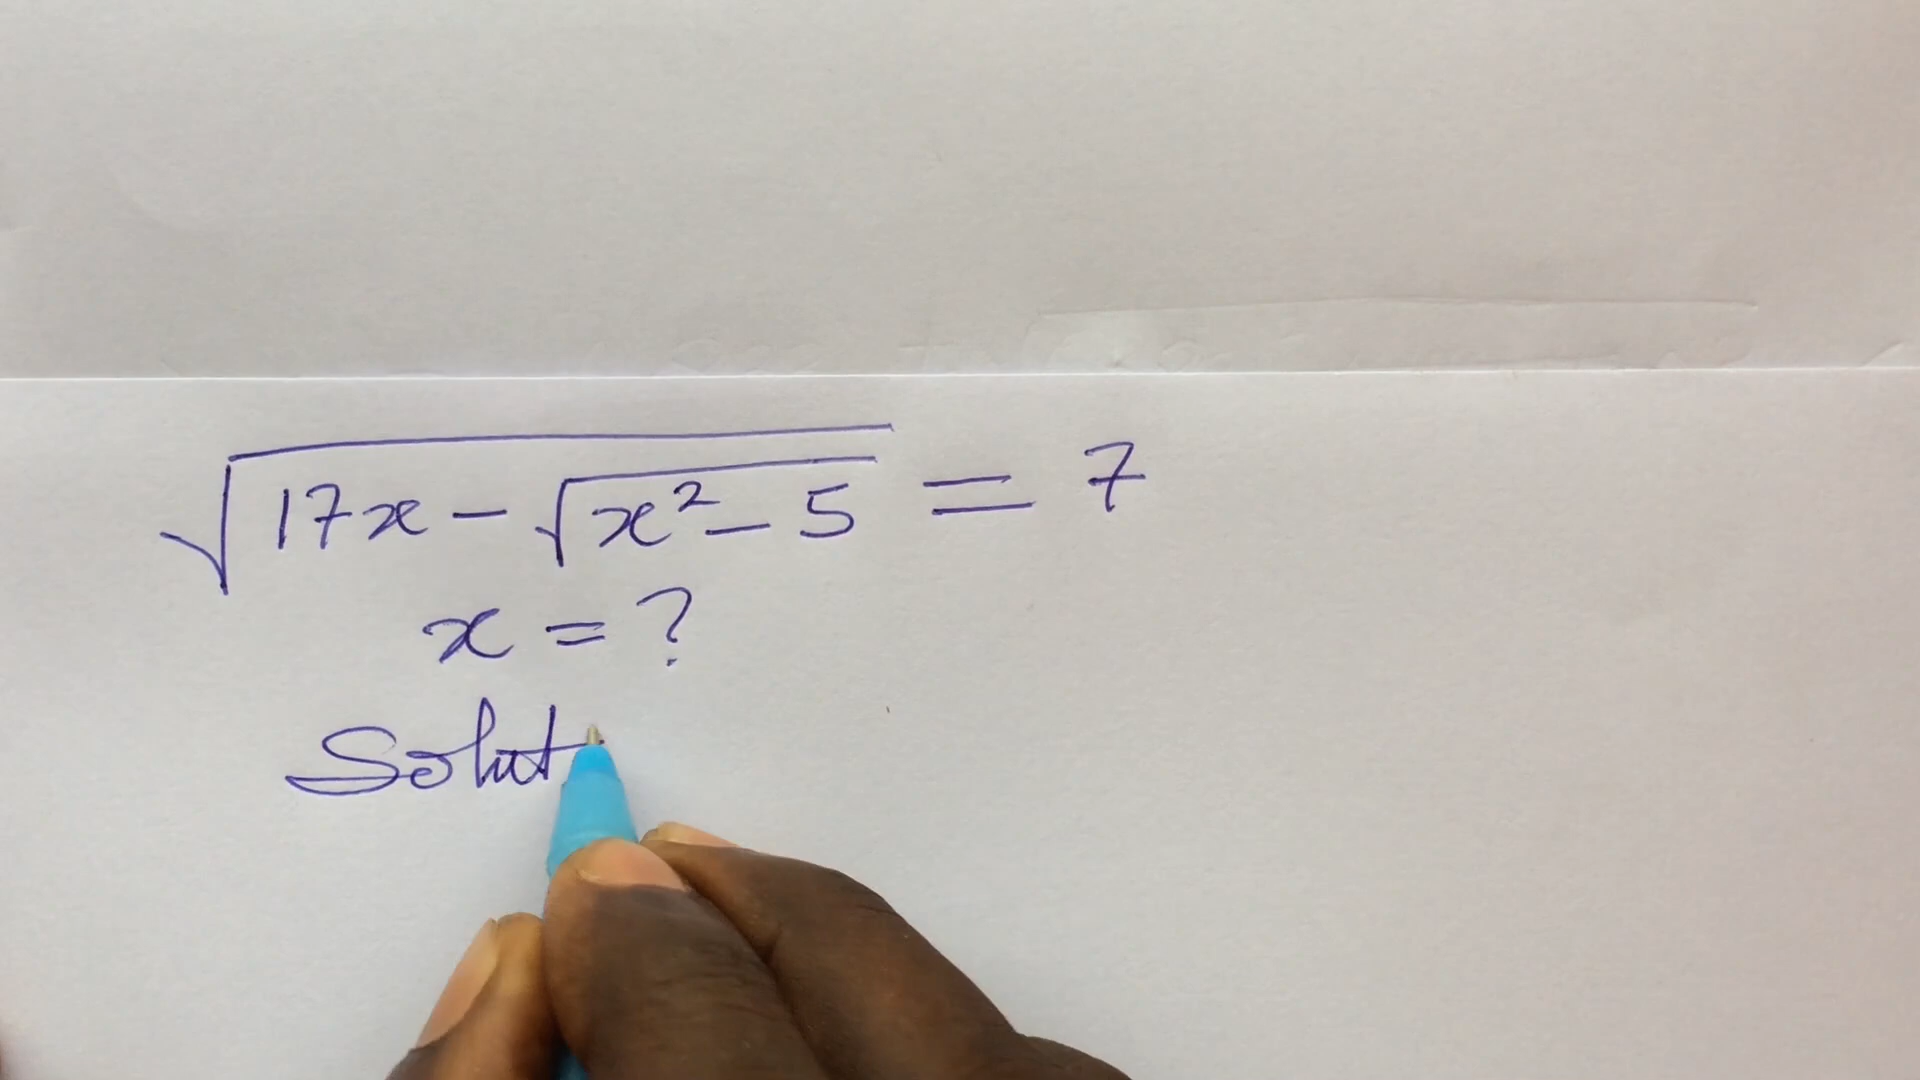 √(17x - √(x² - 5)) = 7
x = ?
Solut